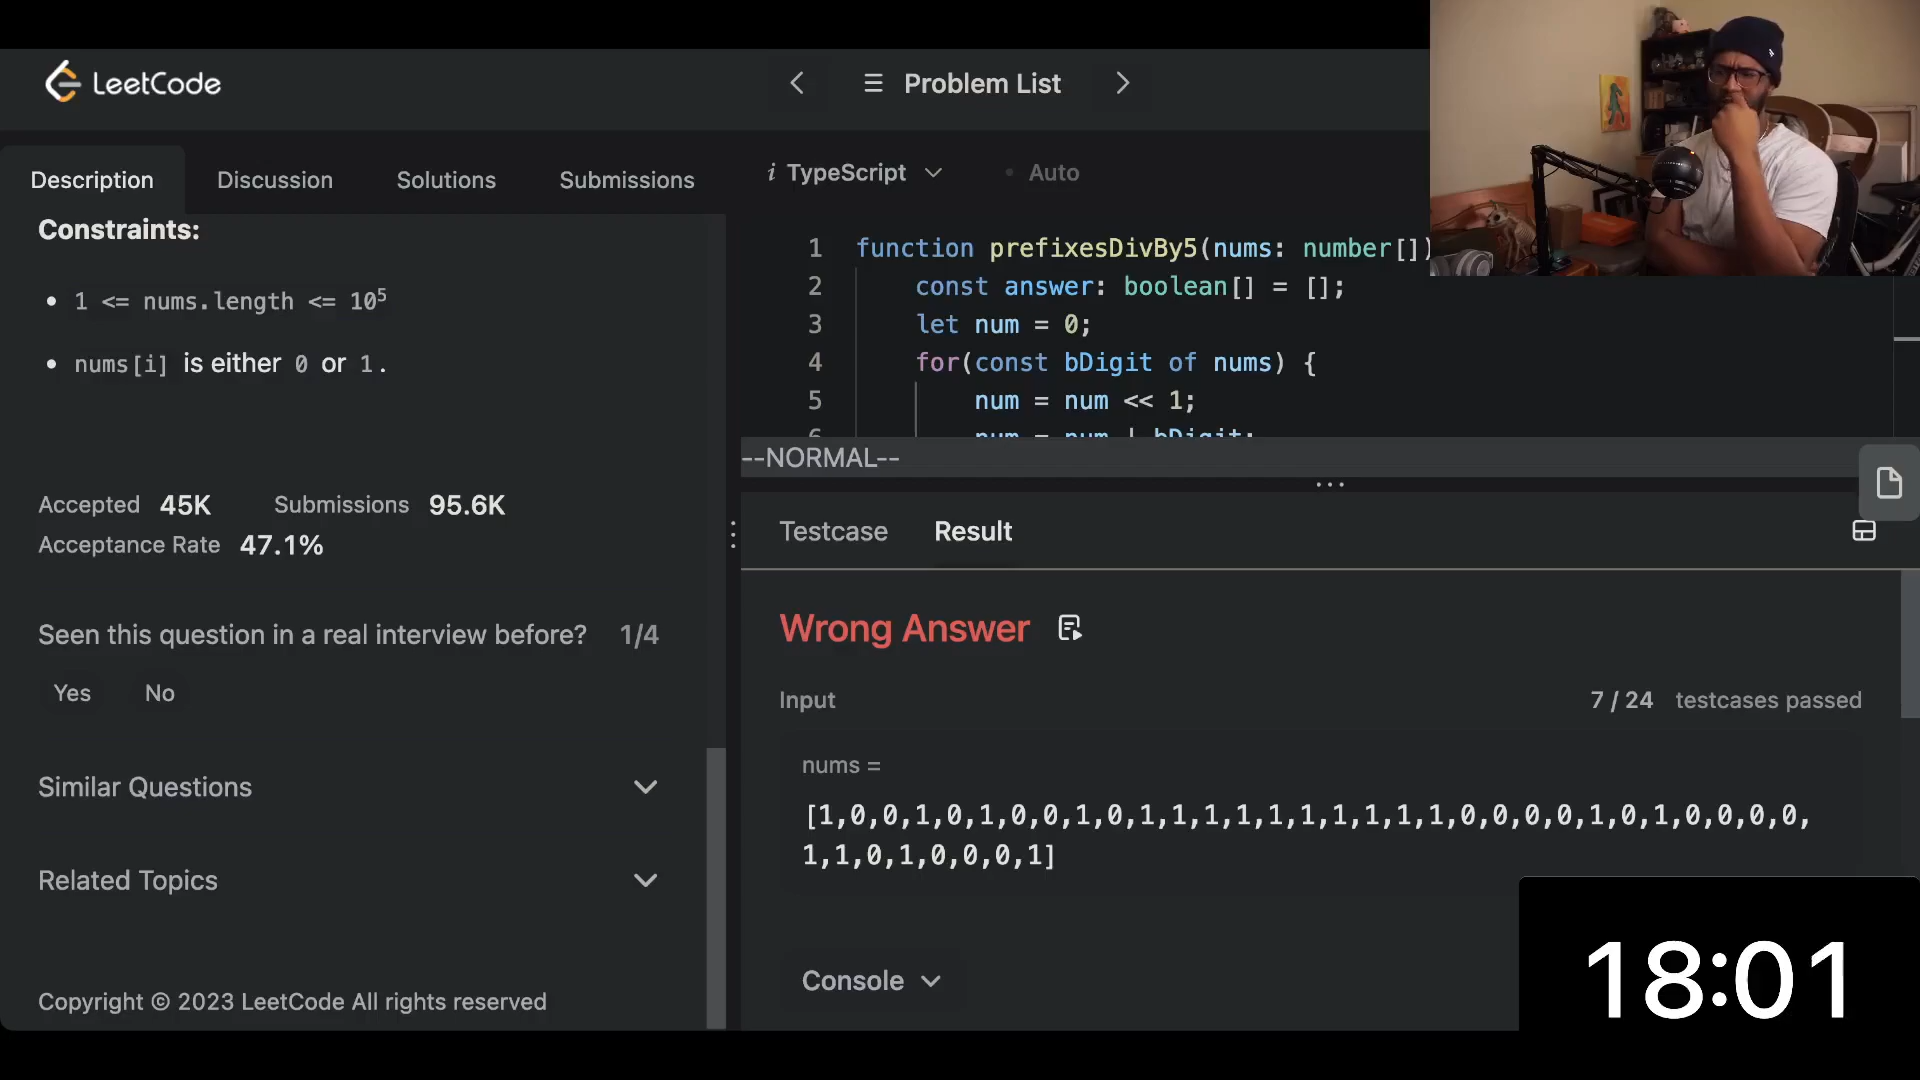 LeetCode
Problem List
Description
Discussion
Solutions
Submissions
Constraints:
• 1 <= nums.length <= 10⁵
• nums[i] is either 0 or 1.
Accepted 45K Submissions 95.6K
Acceptance Rate 47.1%
Seen this question in a real interview before? 1/4
Yes No
Similar Questions
Related Topics
Copyright © 2023 LeetCode All rights reserved
i TypeScript
• Auto
1 function prefixesDivBy5(nums: number[])
2 const answer: boolean[] = [];
3 let num = 0;
4 for(const bDigit of nums) {
5 num = num << 1;
6 num = num | bDigit;
--NORMAL--
Testcase Result
Wrong Answer
Input 7 / 24 testcases passed
nums =
[1,0,0,1,0,1,0,0,1,0,1,1,1,1,1,1,1,1,1,1,0,0,0,0,1,0,1,0,0,0,0,
1,1,0,1,0,0,0,1]
Console
18:01